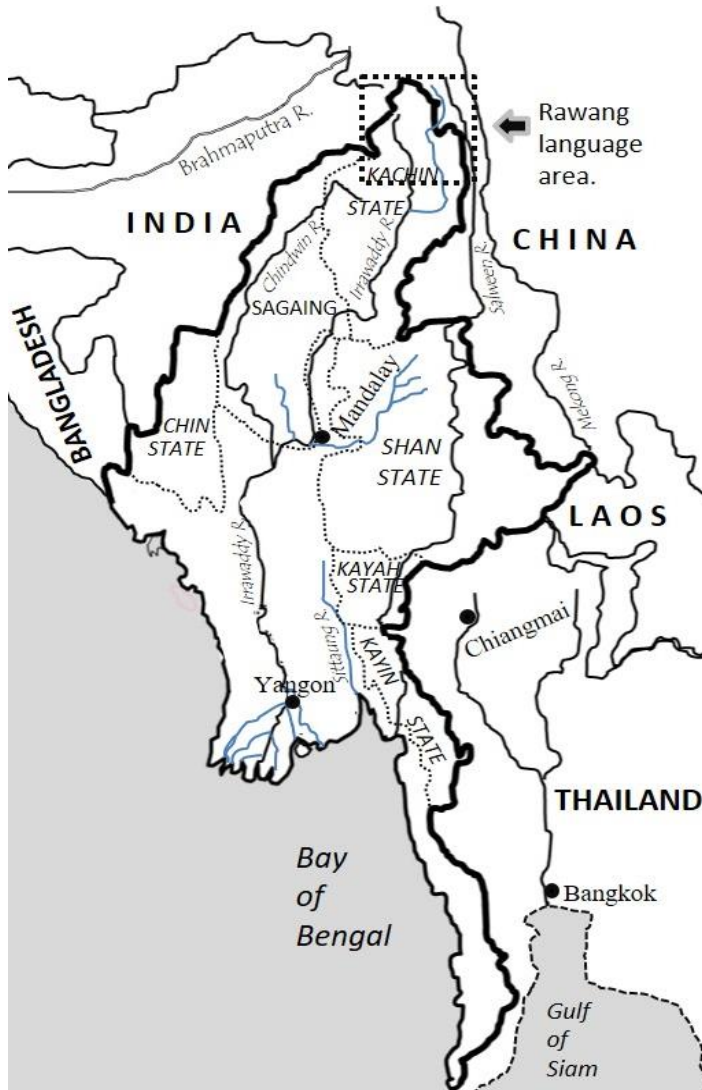 Brahmaputra R.
Rawang
language
area.
KACHIN
STATE
INDIA
CHINA
Chindwin R.
Irrawaddy R.
Salween R.
SAGAING
BANGLADESH
Mekong R.
Mandalay
CHIN
STATE
SHAN
STATE
LAOS
Irrawaddy R.
KAYAH
STATE
Chiangmai
Sittaung R.
KAYIN
STATE
Yangon
THAILAND
Bay
of
Bengal
Bangkok
Gulf
of
Siam